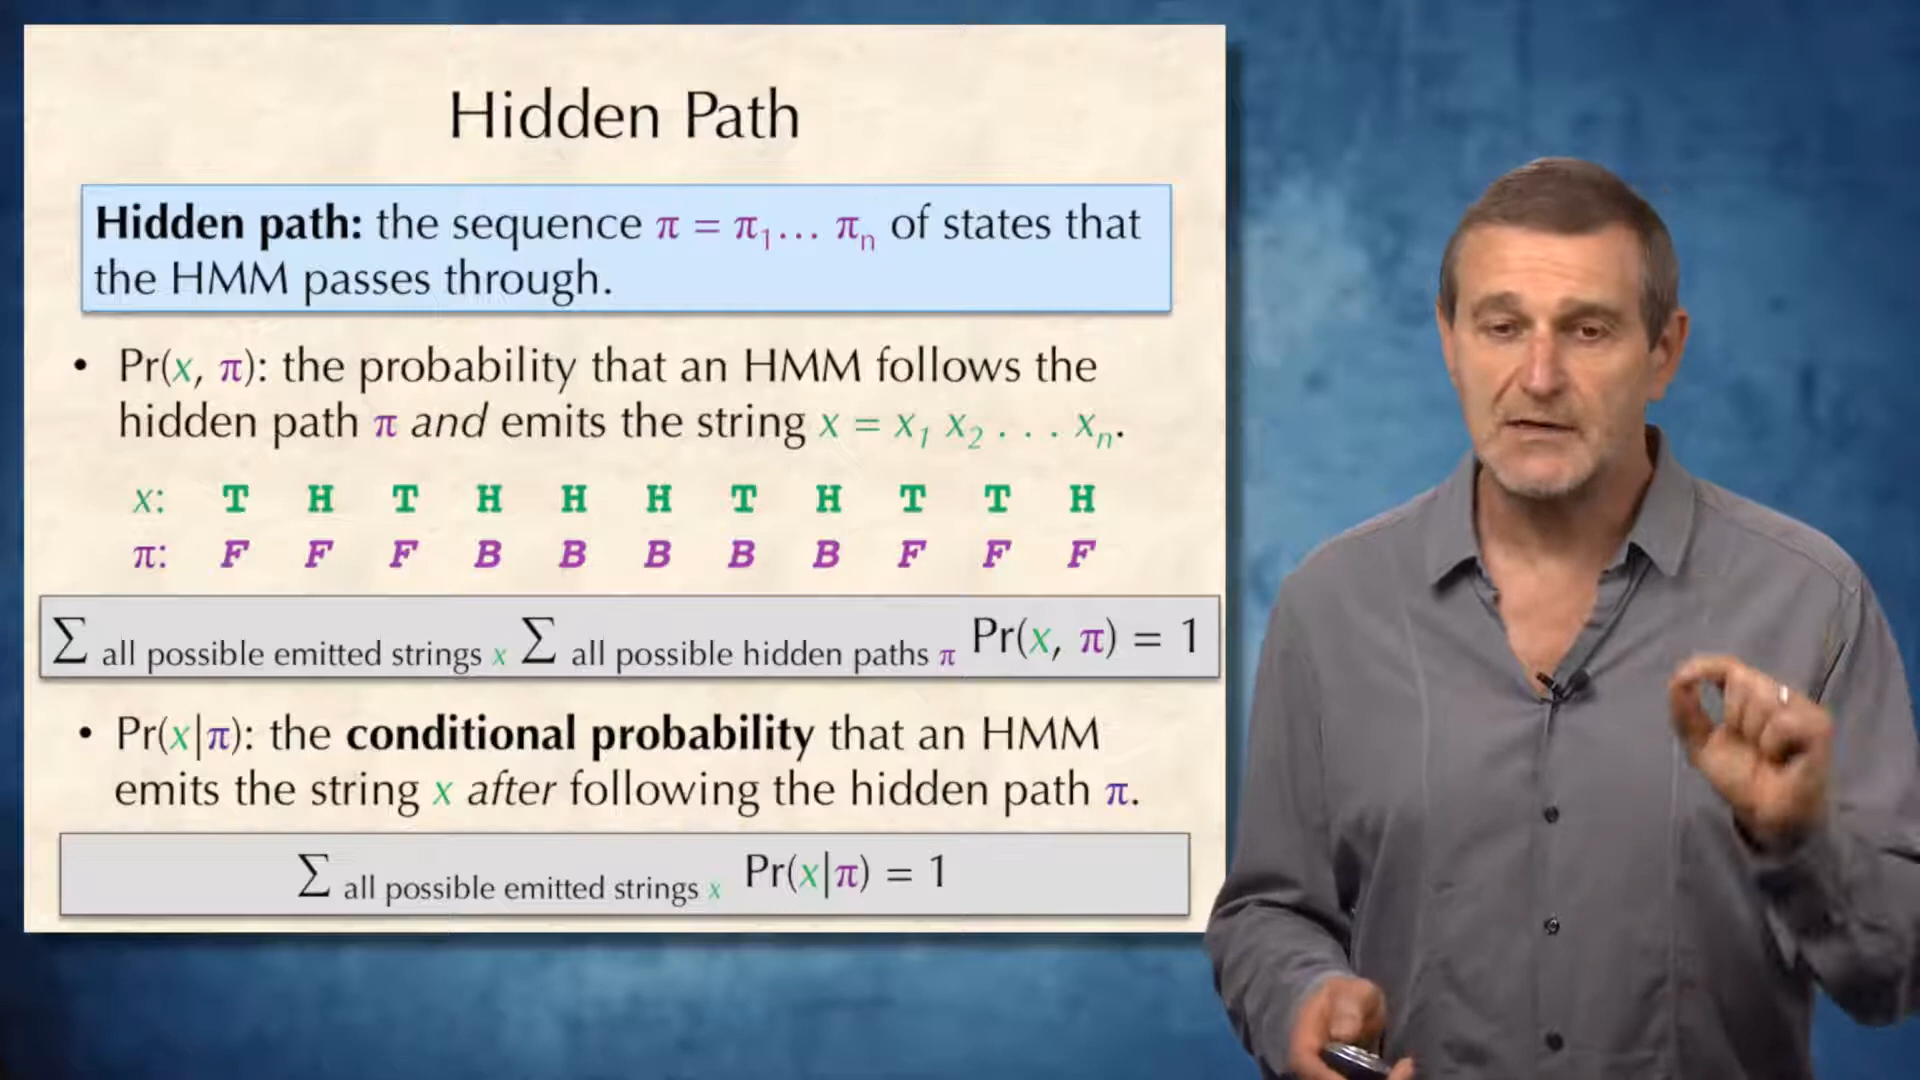 Hidden Path
Hidden path: the sequence π = π₁... πₙ of states that
the HMM passes through.
• Pr(x, π): the probability that an HMM follows the
hidden path π and emits the string x = x₁ x₂ . . . xₙ.
x: T H T H H H T H T T H
π: F F F B B B B B F F F
∑ all possible emitted strings x ∑ all possible hidden paths π Pr(x, π) = 1
• Pr(x|π): the conditional probability that an HMM
emits the string x after following the hidden path π.
∑ all possible emitted strings x Pr(x|π) = 1